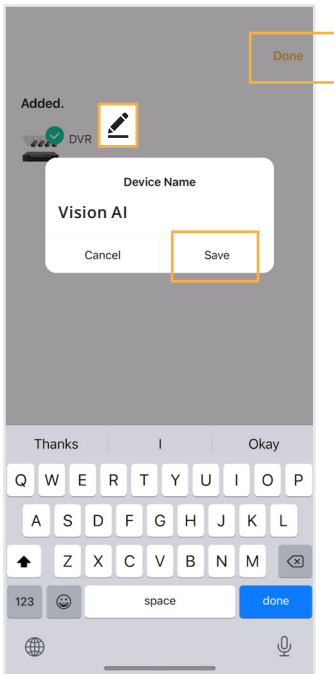 Done
Added.
DVR
Device Name
Vision AI
Cancel Save
Thanks I Okay
Q W E R T Y U I O P
A S D F G H J K L
Z X C V B N M
123 space done